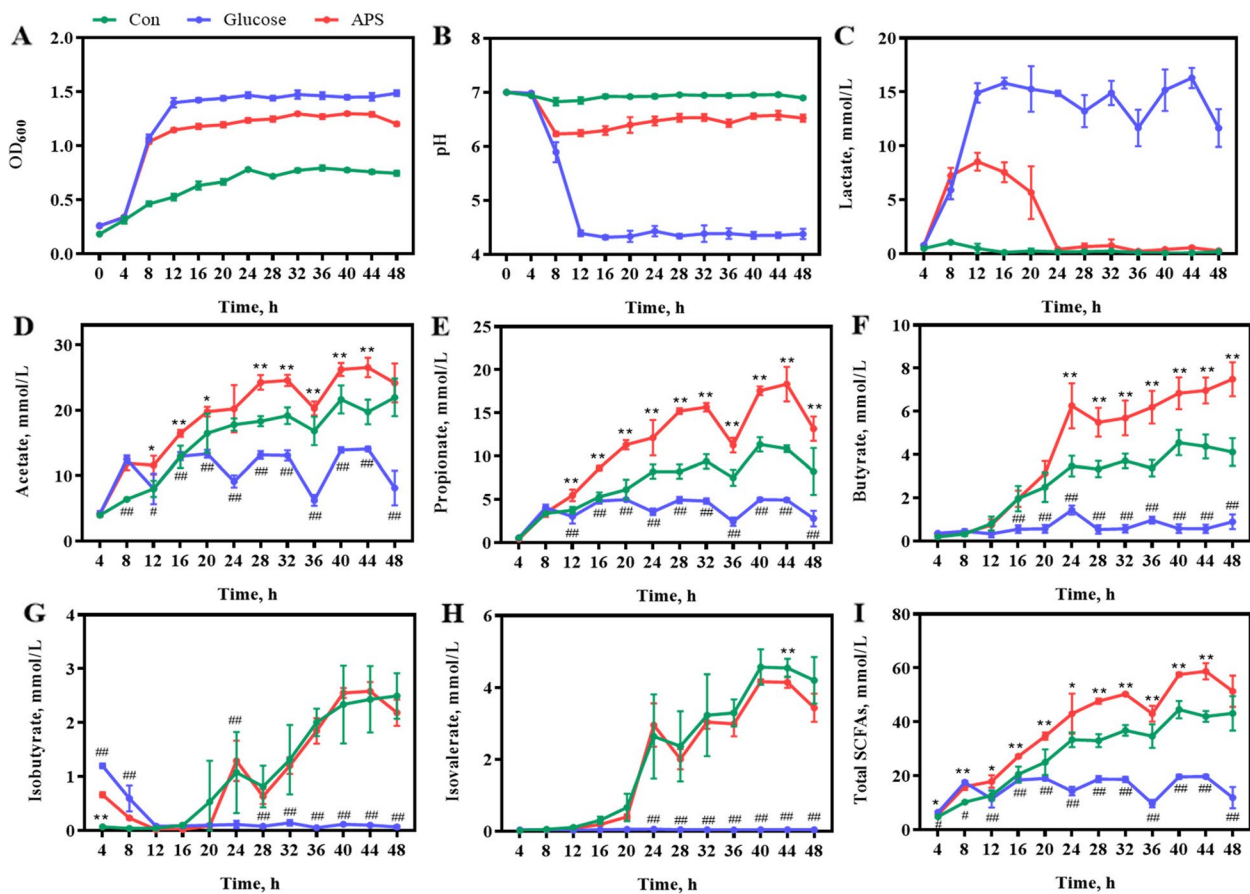 Con Glucose APS
A
OD600
2.0
1.5
1.0
0.5
0.0
0 4 8 12 16 20 24 28 32 36 40 44 48
Time, h
B
pH
8
7
6
5
4
0 4 8 12 16 20 24 28 32 36 40 44 48
Time, h
C
Lactate, mmol/L
20
15
10
5
0
4 8 12 16 20 24 28 32 36 40 44 48
Time, h
D
Acetate, mmol/L
30
20
10
0
* ** * ** ** ** ** **
## # ## ## ## ## ## ## ## ## ##
4 8 12 16 20 24 28 32 36 40 44 48
Time, h
E
Propionate, mmol/L
25
20
15
10
5
0
** ** ** ** ** ** ** ** ** **
## ## ## ## ## ## ## ## ## ##
4 8 12 16 20 24 28 32 36 40 44 48
Time, h
F
Butyrate, mmol/L
8
6
4
2
0
** ** ** ** ** ** **
## ## ## ## ## ## ## ## ##
4 8 12 16 20 24 28 32 36 40 44 48
Time, h
G
Isobutyrate, mmol/L
4
3
2
1
0
## ## ##
** ## ## ## ## ## ##
4 8 12 16 20 24 28 32 36 40 44 48
Time, h
H
Isovalerate, mmol/L
6
4
2
0
**
## ## ## ## ## ## ##
4 8 12 16 20 24 28 32 36 40 44 48
Time, h
I
Total SCFAs, mmol/L
80
60
40
20
0
* ** * ** ** * ** ** ** ** **
# # ## ## ## ## ## ## ## ## ## ##
4 8 12 16 20 24 28 32 36 40 44 48
Time, h